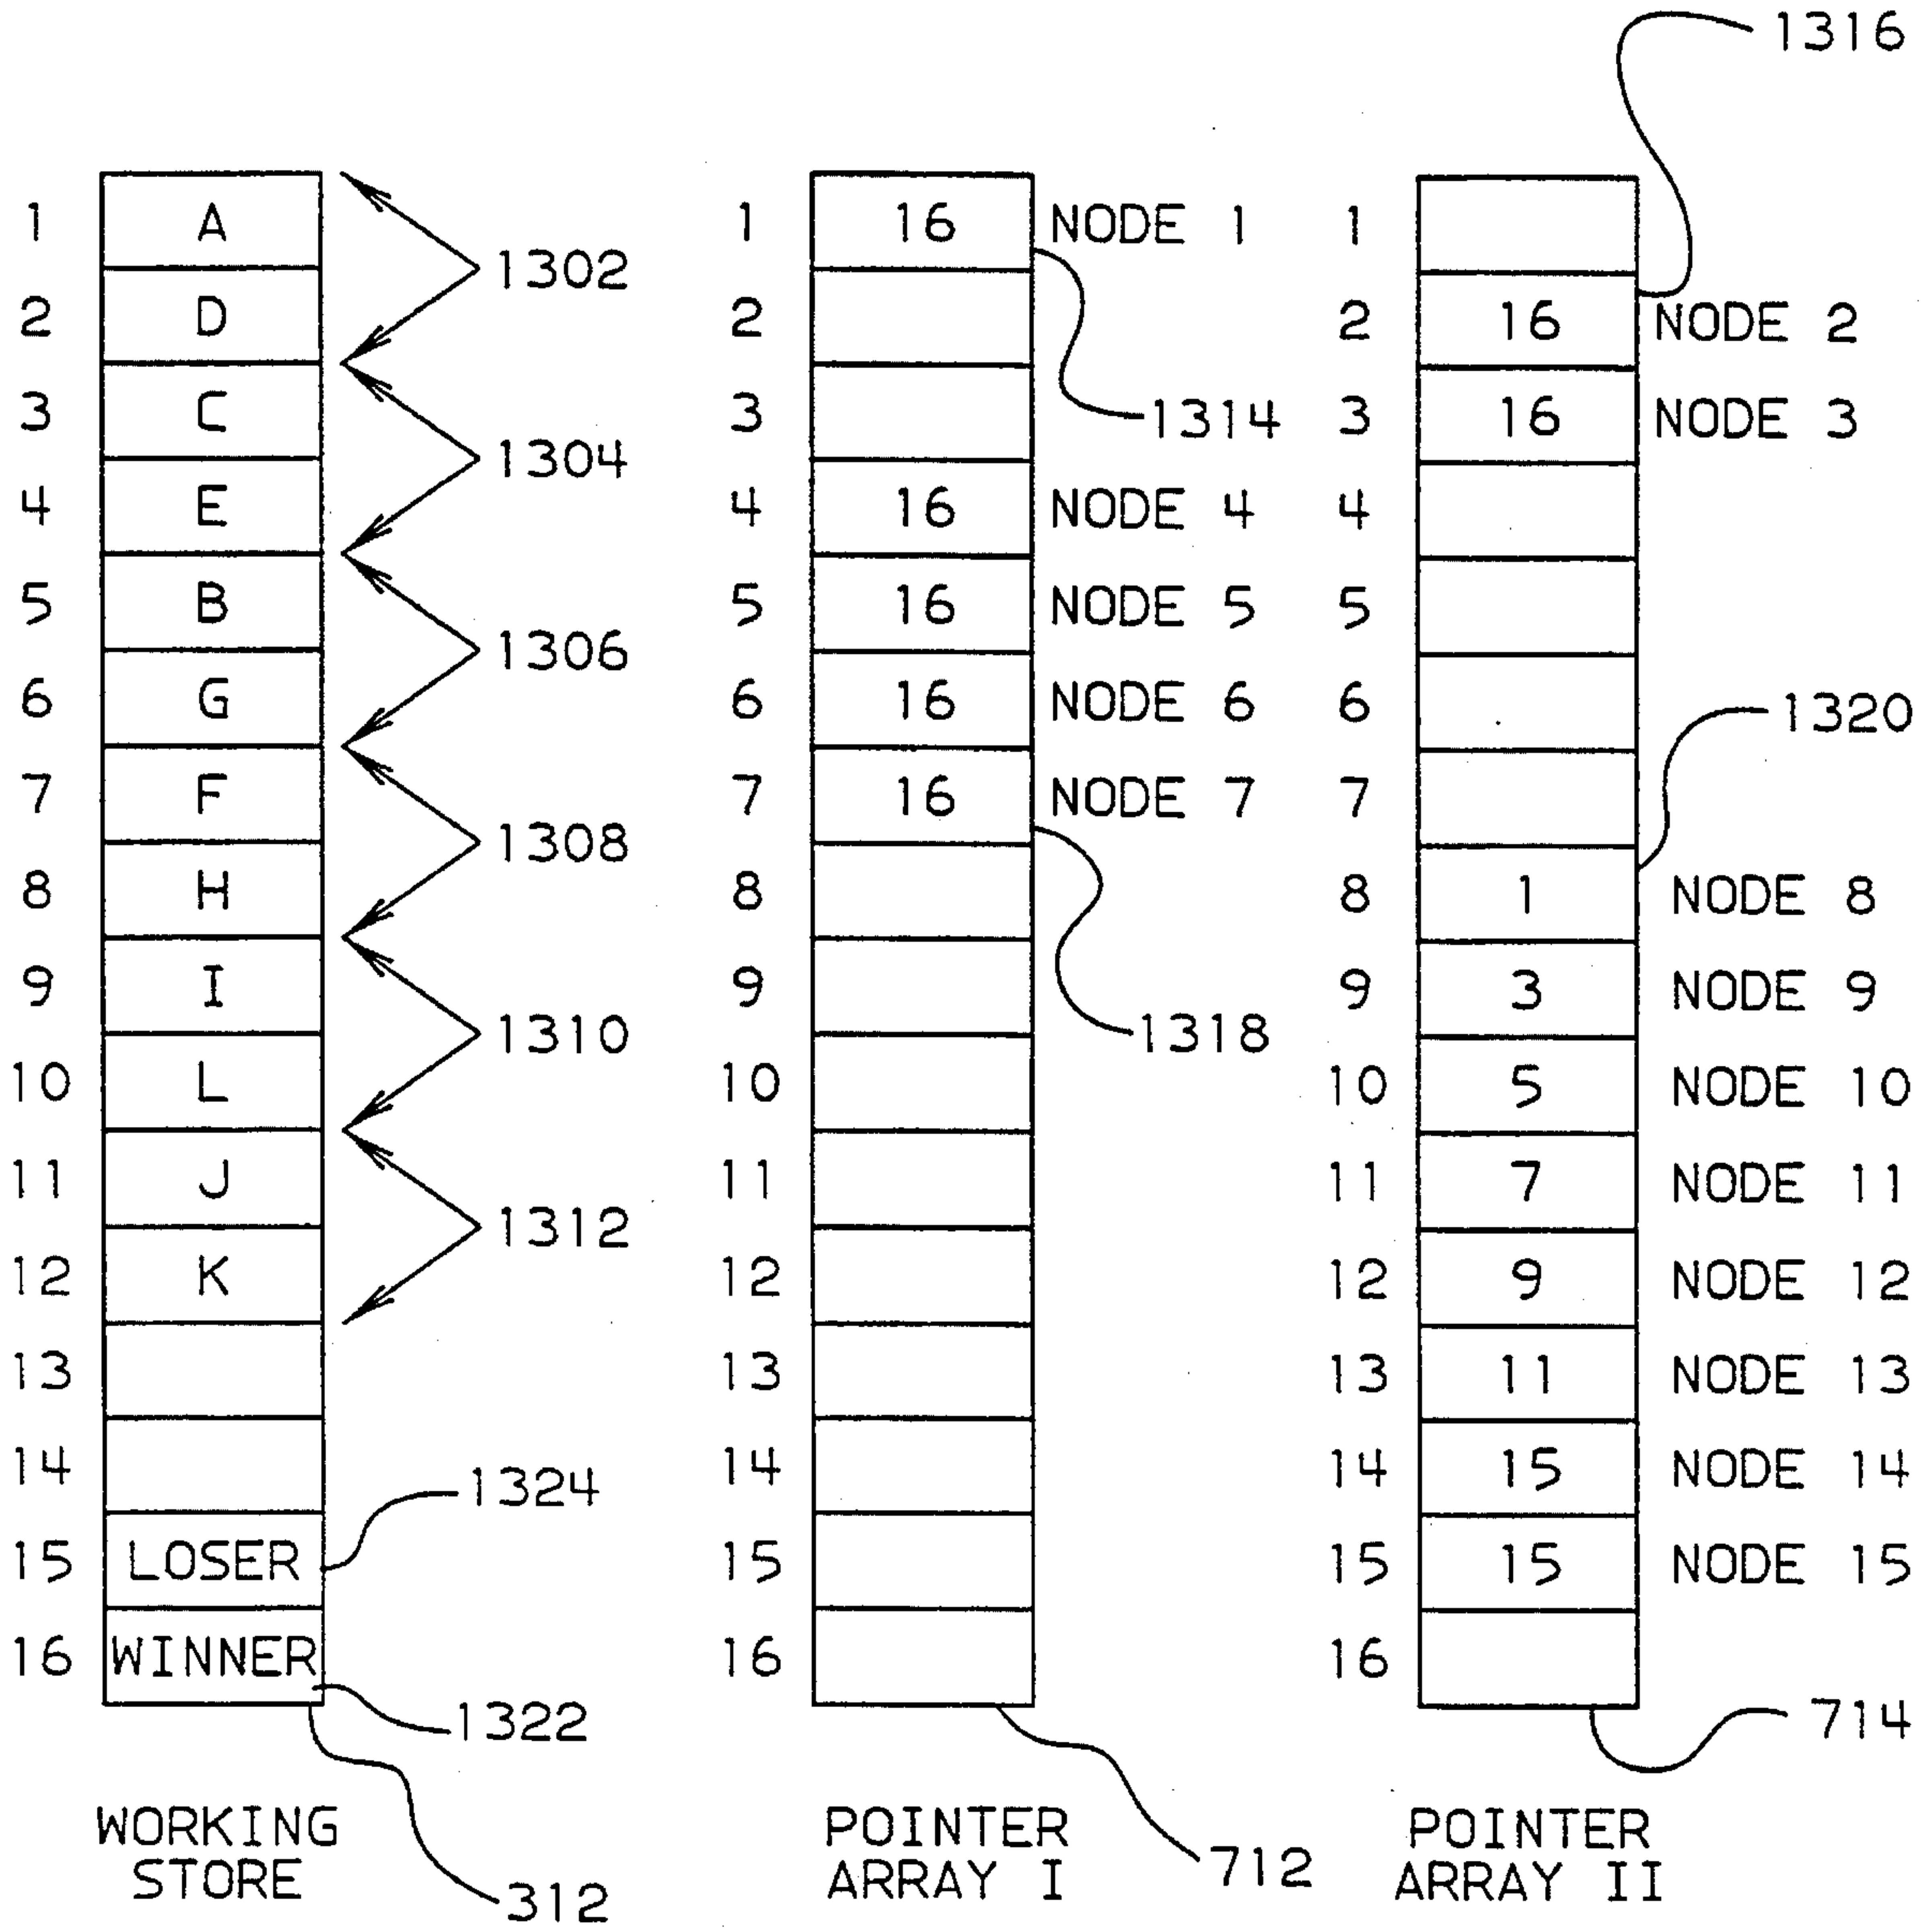 1316
1 A 1 16 NODE 1 1
1302
2 D 2 2 16 NODE 2
3 C 3 1314 3 16 NODE 3
1304
4 E 4 16 NODE 4 4
5 B 5 16 NODE 5 5
1306
6 G 6 16 NODE 6 6
1320
7 F 7 16 NODE 7 7
1308
8 H 8 8 1 NODE 8
9 I 9 9 3 NODE 9
1310 1318
10 L 10 10 5 NODE 10
11 J 11 11 7 NODE 11
1312
12 K 12 12 9 NODE 12
13 13 13 11 NODE 13
14 14 14 15 NODE 14
1324
15 LOSER 15 15 15 NODE 15
16 WINNER 16 16
1322 714
WORKING STORE
312
POINTER ARRAY I
712
POINTER ARRAY II